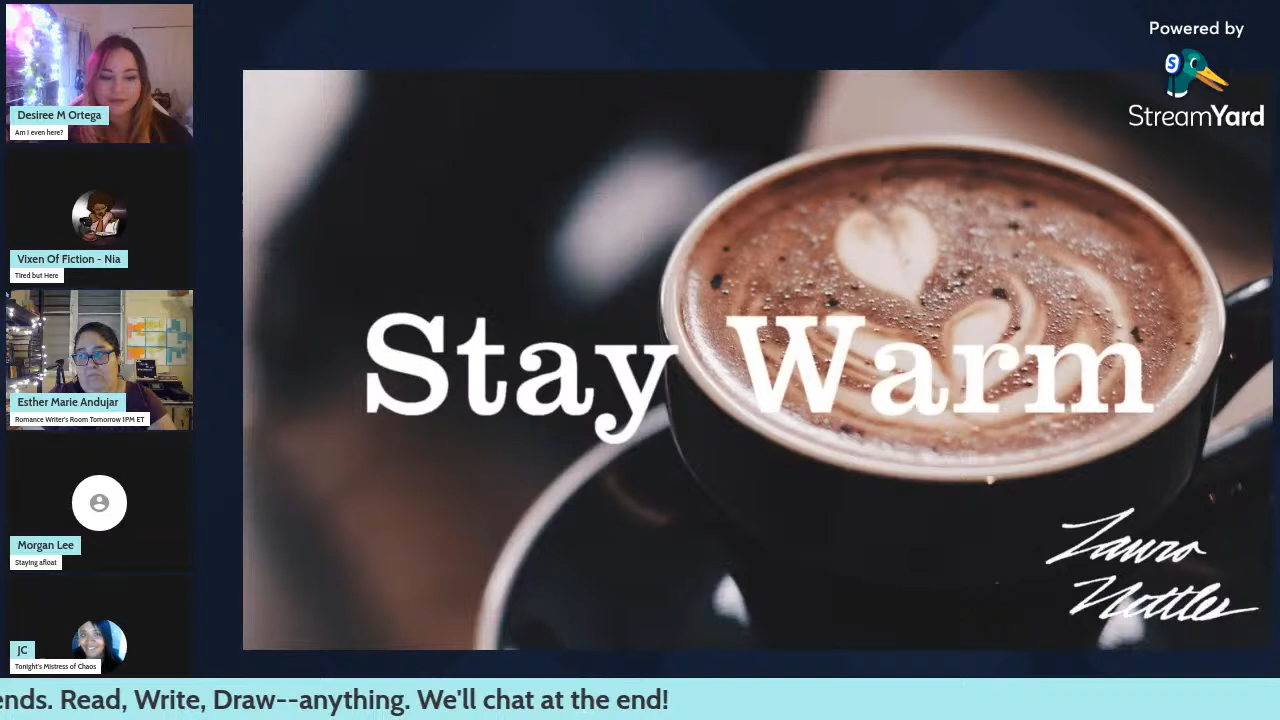 Desiree M Ortega
Am I even here?
Vixen Of Fiction - Nia
Tired but Here
Esther Marie Andujar
Romance Writer's Room Tomorrow 1PM ET
Morgan Lee
Staying afloat
JC
Tonight's Mistress of Chaos
Stay Warm
Powered by
StreamYard
ends. Read, Write, Draw--anything. We'll chat at the end!